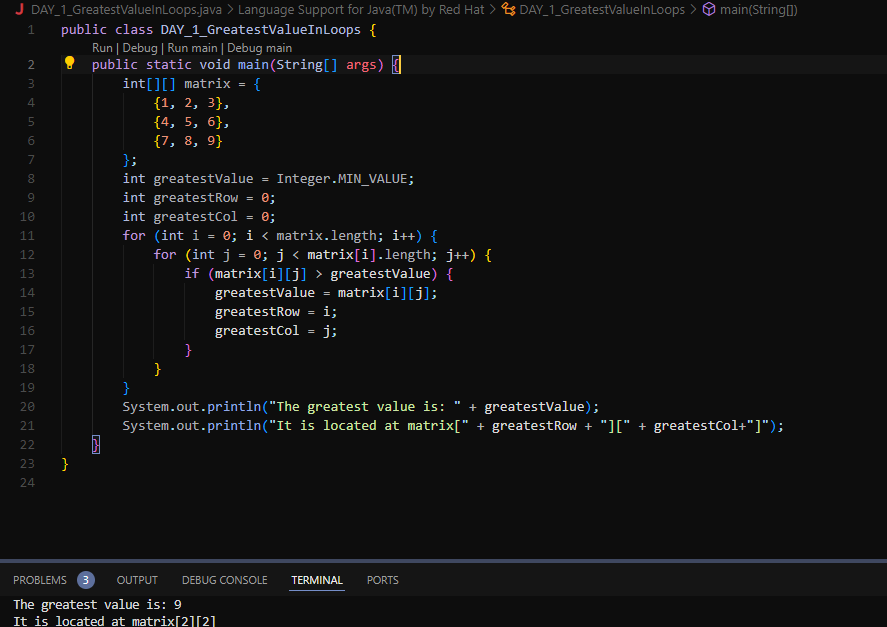 J DAY_1_GreatestValueInLoops.java > Language Support for Java(TM) by Red Hat > DAY_1_GreatestValueInLoops > main(String[])
1 public class DAY_1_GreatestValueInLoops {
Run | Debug | Run main | Debug main
2 public static void main(String[] args) {
3 int[][] matrix = {
4 {1, 2, 3},
5 {4, 5, 6},
6 {7, 8, 9}
7 };
8 int greatestValue = Integer.MIN_VALUE;
9 int greatestRow = 0;
10 int greatestCol = 0;
11 for (int i = 0; i < matrix.length; i++) {
12 for (int j = 0; j < matrix[i].length; j++) {
13 if (matrix[i][j] > greatestValue) {
14 greatestValue = matrix[i][j];
15 greatestRow = i;
16 greatestCol = j;
17 }
18 }
19 }
20 System.out.println("The greatest value is: " + greatestValue);
21 System.out.println("It is located at matrix[" + greatestRow + "][" + greatestCol+"]");
22 }
23 }
24
PROBLEMS 3 OUTPUT DEBUG CONSOLE TERMINAL PORTS
The greatest value is: 9
It is located at matrix[2][2]